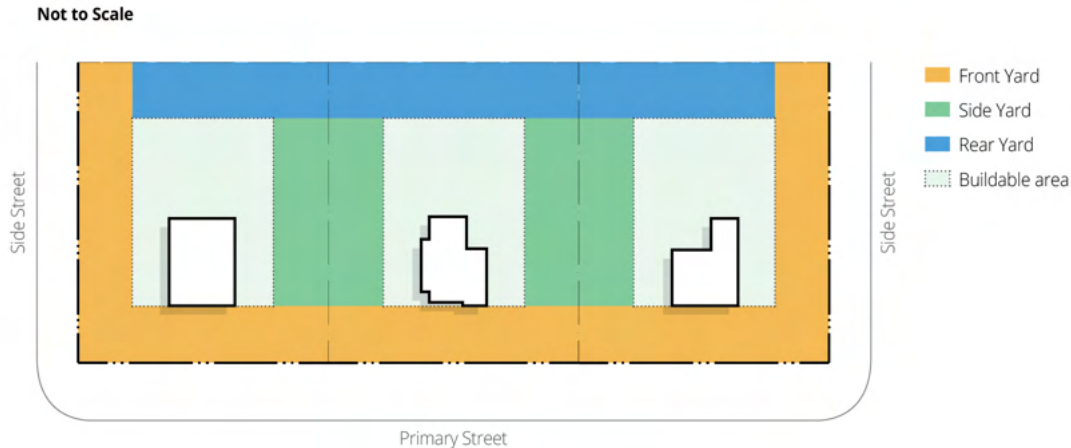 Not to Scale
Front Yard
Side Yard
Rear Yard
Buildable area
Side Street
Side Street
Primary Street